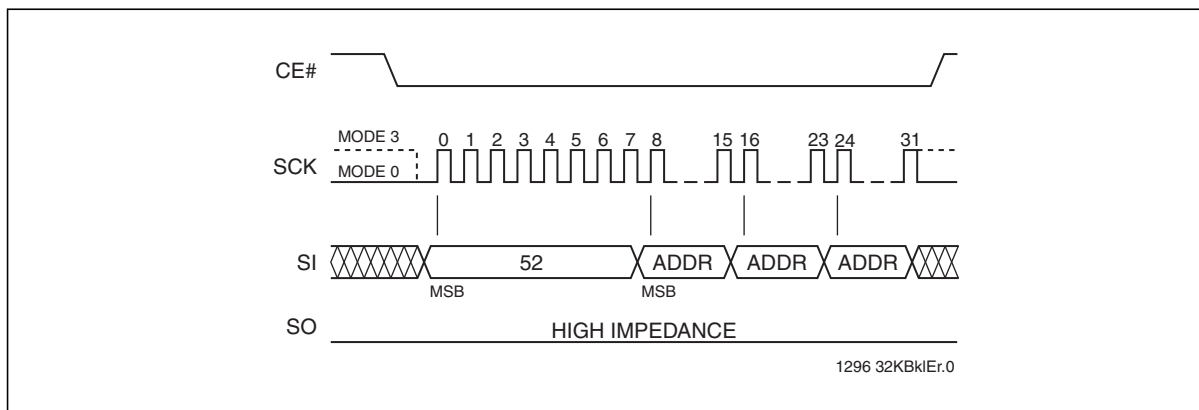 CE#
MODE 3
0 1 2 3 4 5 6 7 8 15 16 23 24 31
SCK
MODE 0
SI
52
ADDR ADDR ADDR
MSB MSB
SO
HIGH IMPEDANCE
1296 32KBklEr.0